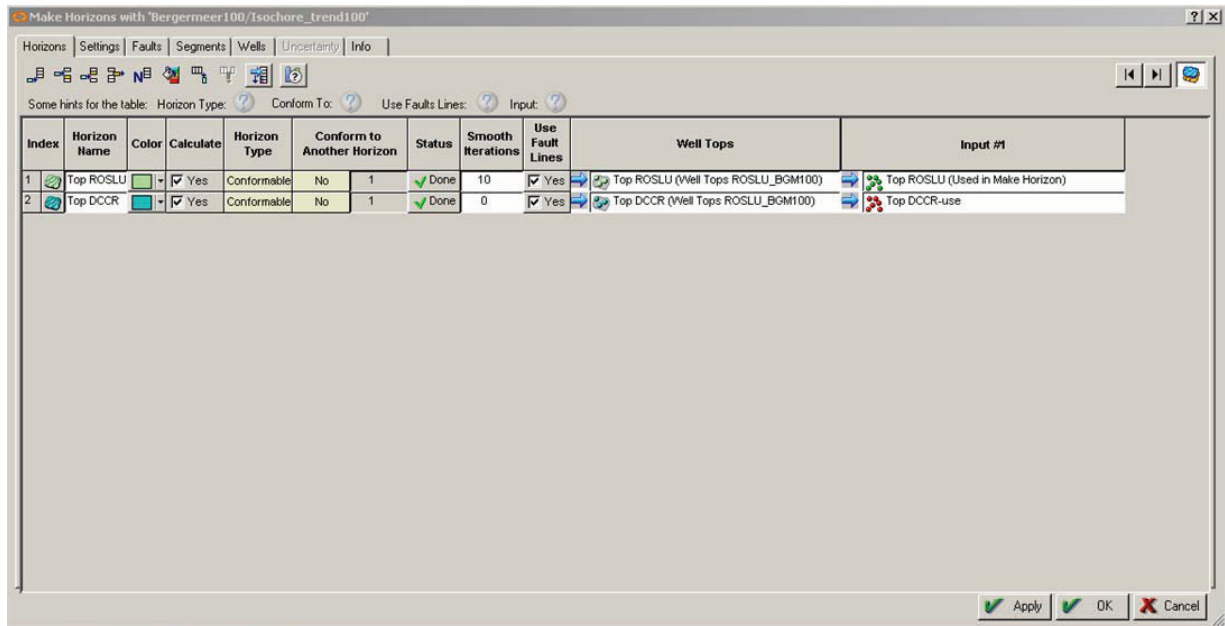 Make Horizons with 'Bergermeer100/Isochore_trend100'
Horizons Settings Faults Segments Wells Uncertainty Info
Some hints for the table: Horizon Type: Conform To: Use Faults Lines: Input:
Index Horizon Name Color Calculate Horizon Type Conform to Another Horizon Status Smooth Iterations Use Fault Lines Well Tops Input #1
1 Top ROSLU Yes Conformable No 1 Done 10 Yes Top ROSLU (Well Tops ROSLU_BGM100) Top ROSLU (Used in Make Horizon)
2 Top DCCR Yes Conformable No 1 Done 0 Yes Top DCCR (Well Tops ROSLU_BGM100) Top DCCR-use
Apply OK Cancel